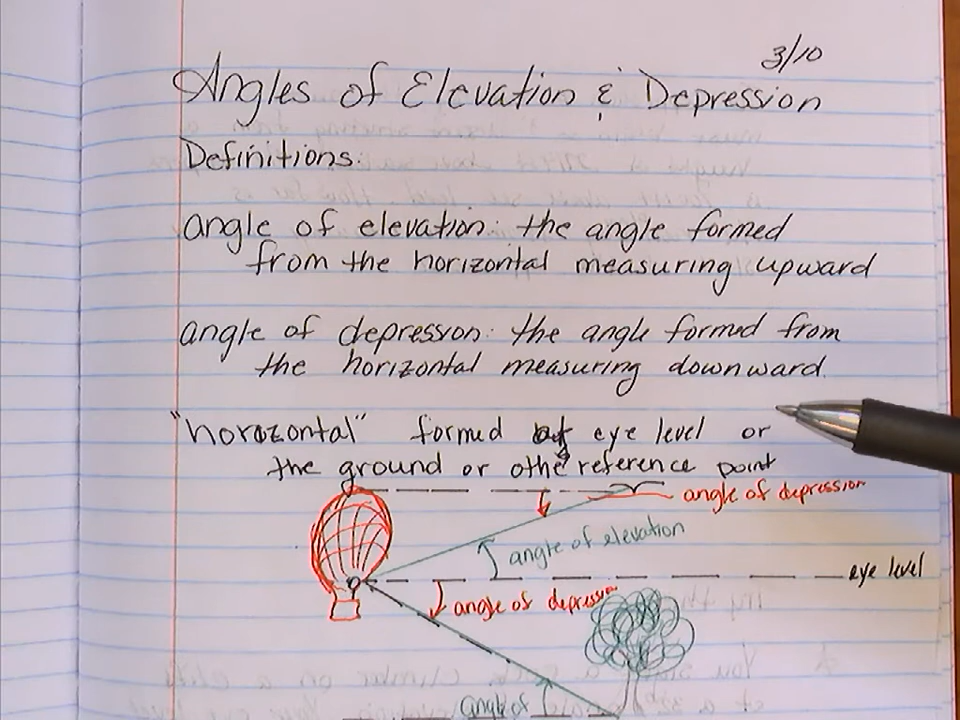 3/10
Angles of Elevation & Depression
Definitions:
angle of elevation: the angle formed
from the horizontal measuring upward
angle of depression: the angle formed from
the horizontal measuring downward.
"horozontal" formed by eye level or
the ground or other reference point
angle of depression
angle of elevation
eye level
angle of depression
angle of